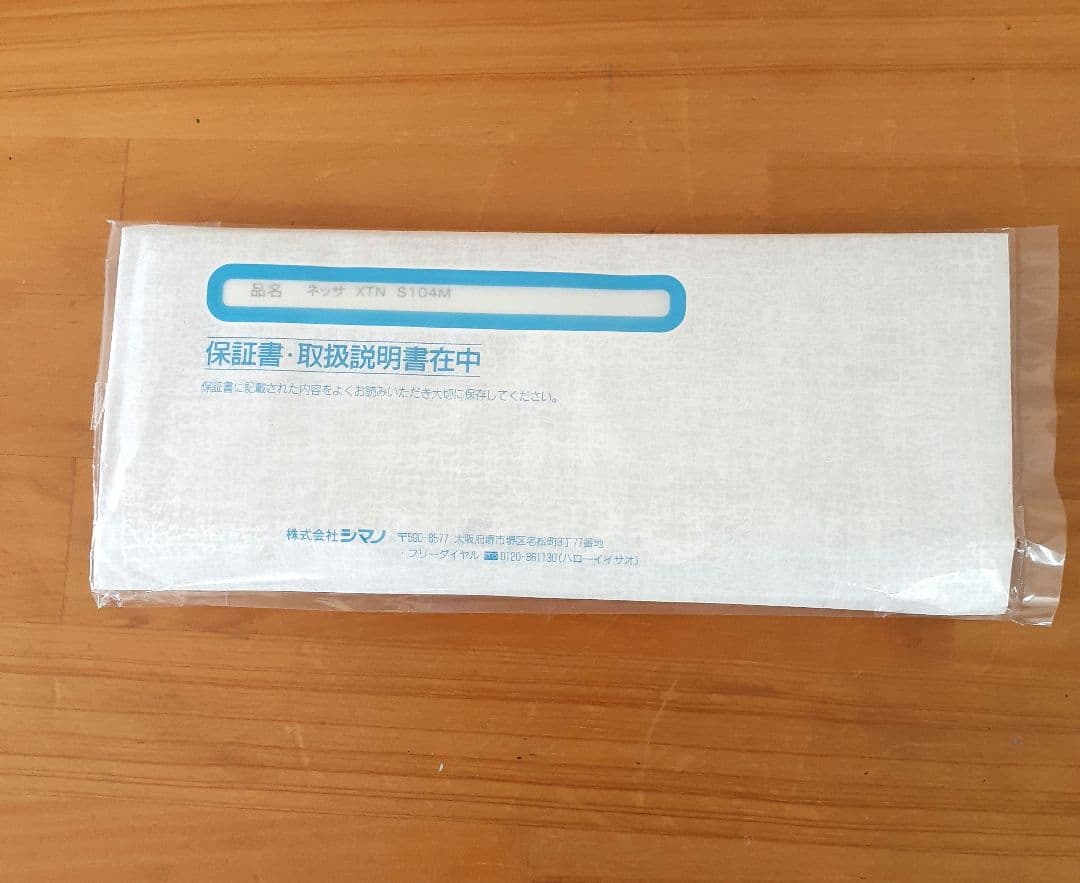 品名 ネッサ XTN S104M
保証書・取扱説明書在中
保証書に記載された内容をよくお読みいただき大切に保存してください。
株式会社シマノ 〒590-8577 大阪府堺市堺区老松町3丁77番地
・フリーダイヤル 0120-861130(ハローイイサオ)